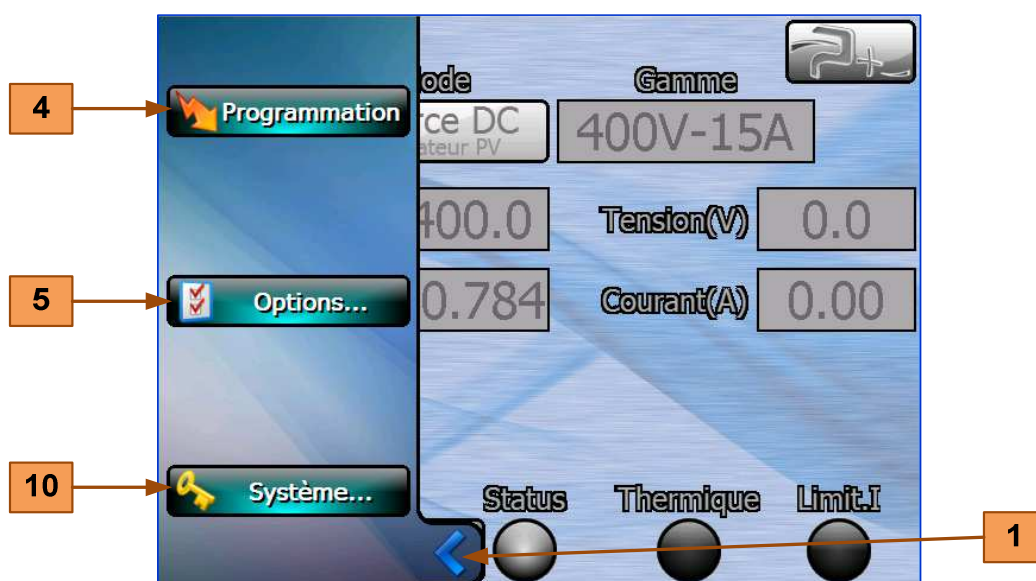 4
Programmation
ode
Gamme
rce DC
ateur PV
400V-15A
400.0
Tension(V)
0.0
5
Options...
0.784
Courant(A)
0.00
10
Système...
Status
Thermique
Limit.I
1